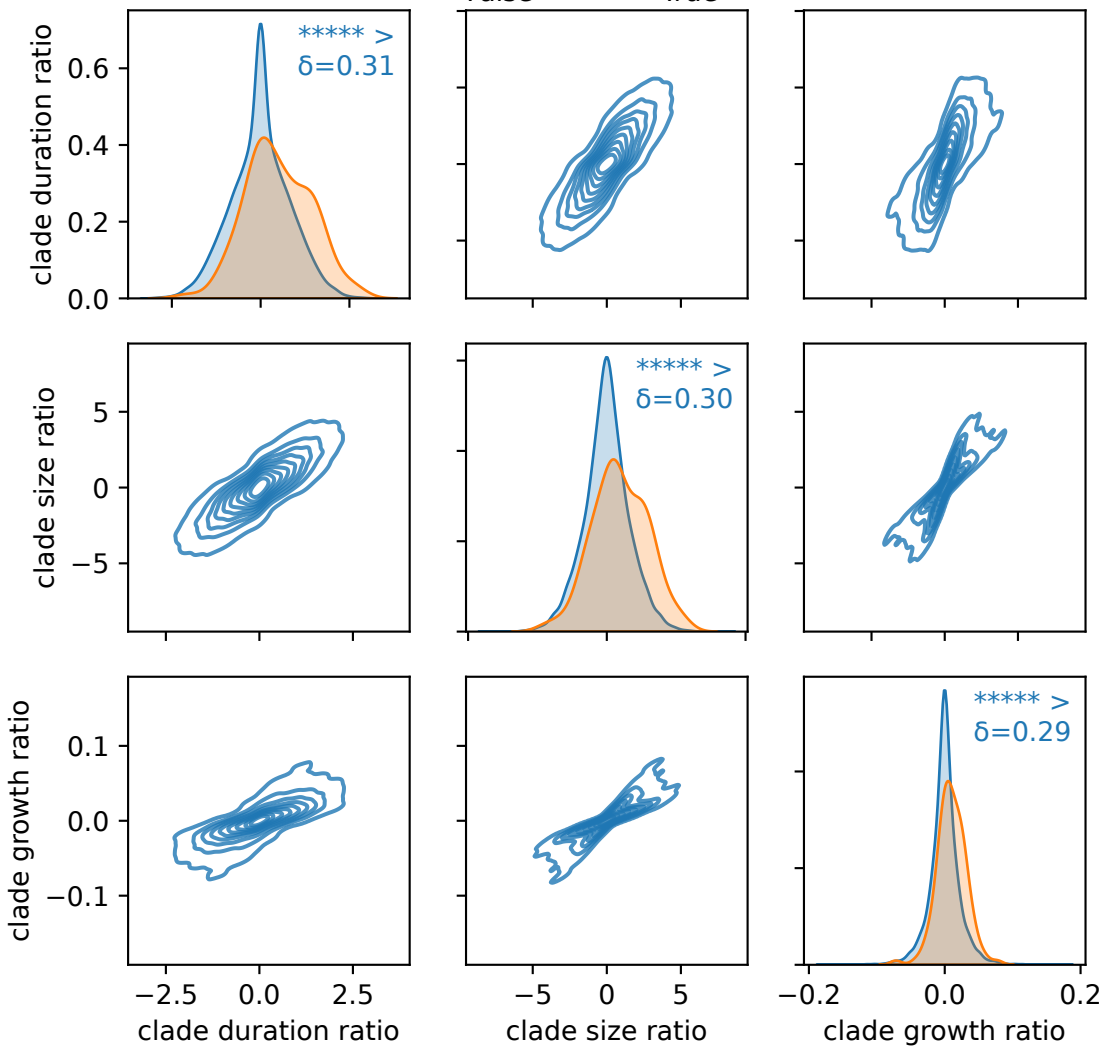 ***** >
δ=0.31
0.6
0.4
0.2
0.0
clade duration ratio
***** >
δ=0.30
5
0
−5
clade size ratio
***** >
δ=0.29
0.1
0.0
−0.1
clade growth ratio
−2.5 0.0 2.5
−5 0 5
−0.2 0.0 0.2
clade duration ratio
clade size ratio
clade growth ratio